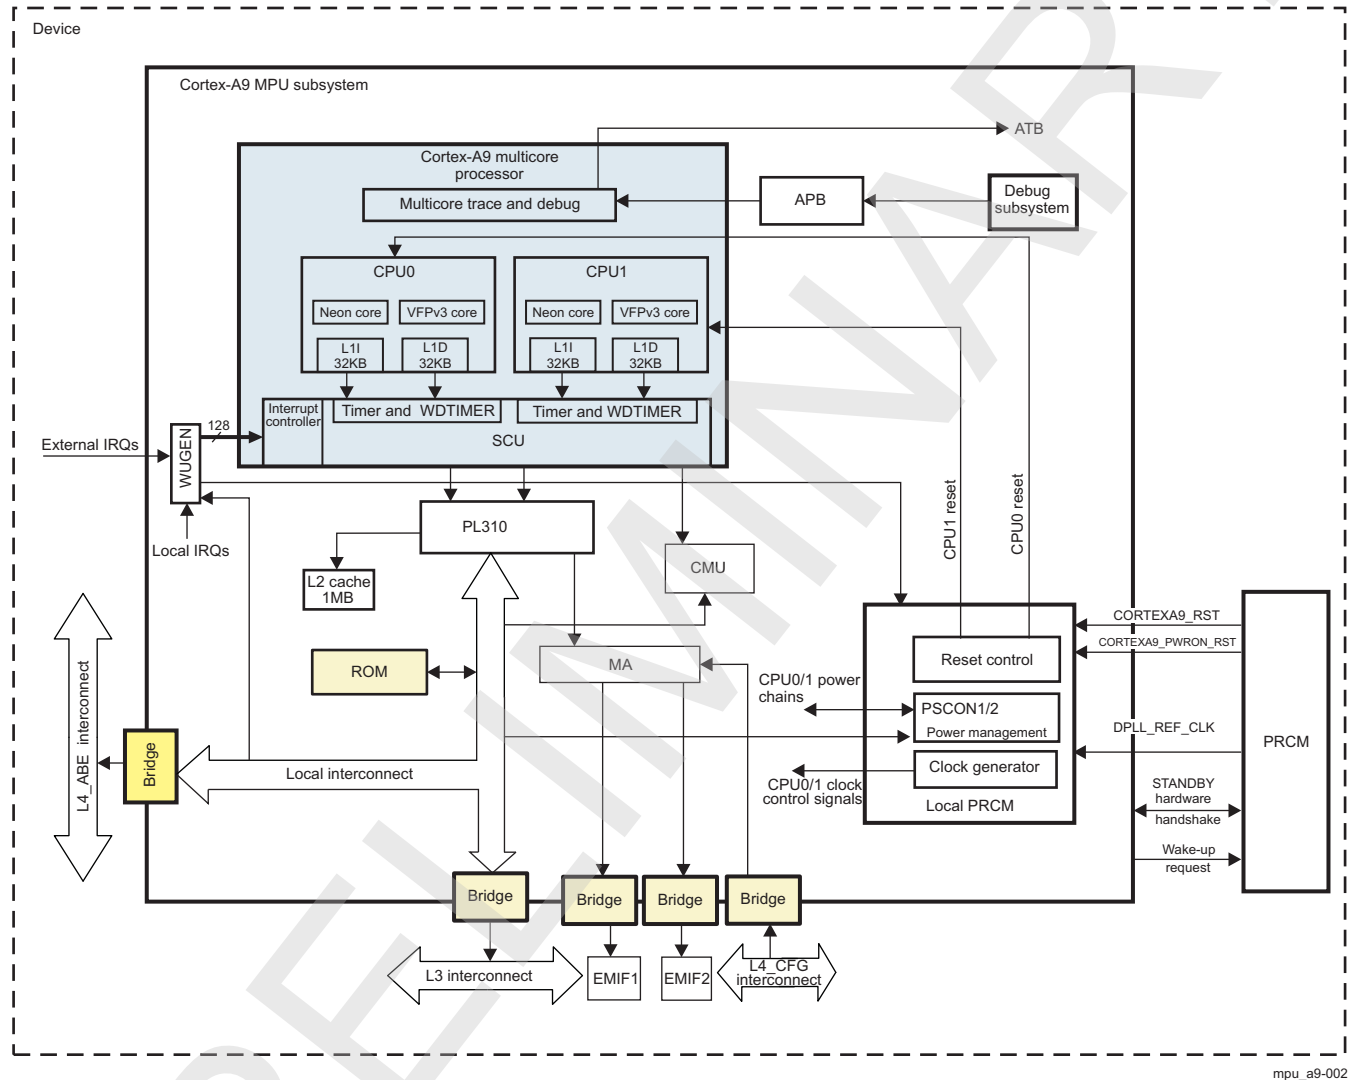 Device
Cortex-A9 MPU subsystem
ATB
Cortex-A9 multicore
processor
Multicore trace and debug
APB
Debug
subsystem
CPU0
CPU1
Neon core
VFPv3 core
Neon core
VFPv3 core
L1I
32KB
L1D
32KB
L1I
32KB
L1D
32KB
Interrupt
controller
Timer and WDTIMER
Timer and WDTIMER
SCU
128
External IRQs
WUGEN
Local IRQs
CPU1 reset
CPU0 reset
PL310
L2 cache
1MB
CMU
ROM
MA
CORTEXA9_RST
CORTEXA9_PWRON_RST
Reset control
CPU0/1 power
chains
PSCON1/2
Power management
DPLL_REF_CLK
PRCM
Clock generator
CPU0/1 clock
control signals
Local PRCM
STANDBY
hardware
handshake
Wake-up
request
L4_ABE interconnect
Bridge
Local interconnect
Bridge
Bridge
Bridge
Bridge
L3 interconnect
EMIF1
EMIF2
L4_CFG
interconnect
PRELIMINARY
mpu_a9-002